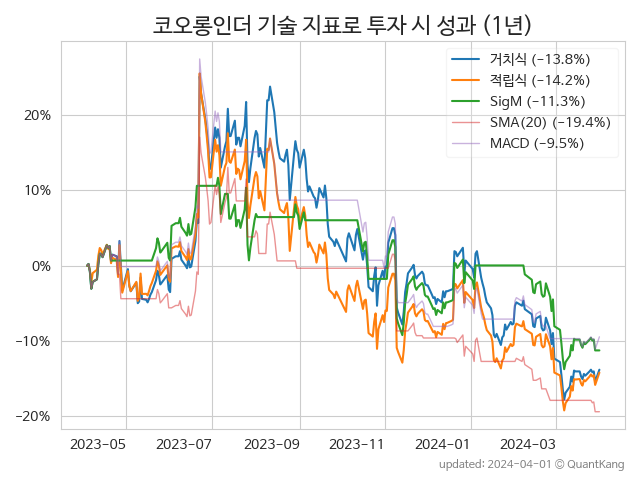 코오롱인더 기술 지표로 투자 시 성과 (1년)
거치식 (−13.8%)
적립식 (−14.2%)
SigM (−11.3%)
SMA(20) (−19.4%)
MACD (−9.5%)
20%
10%
0%
−10%
−20%
2023-05 2023-07 2023-09 2023-11 2024-01 2024-03
updated: 2024-04-01 © QuantKang